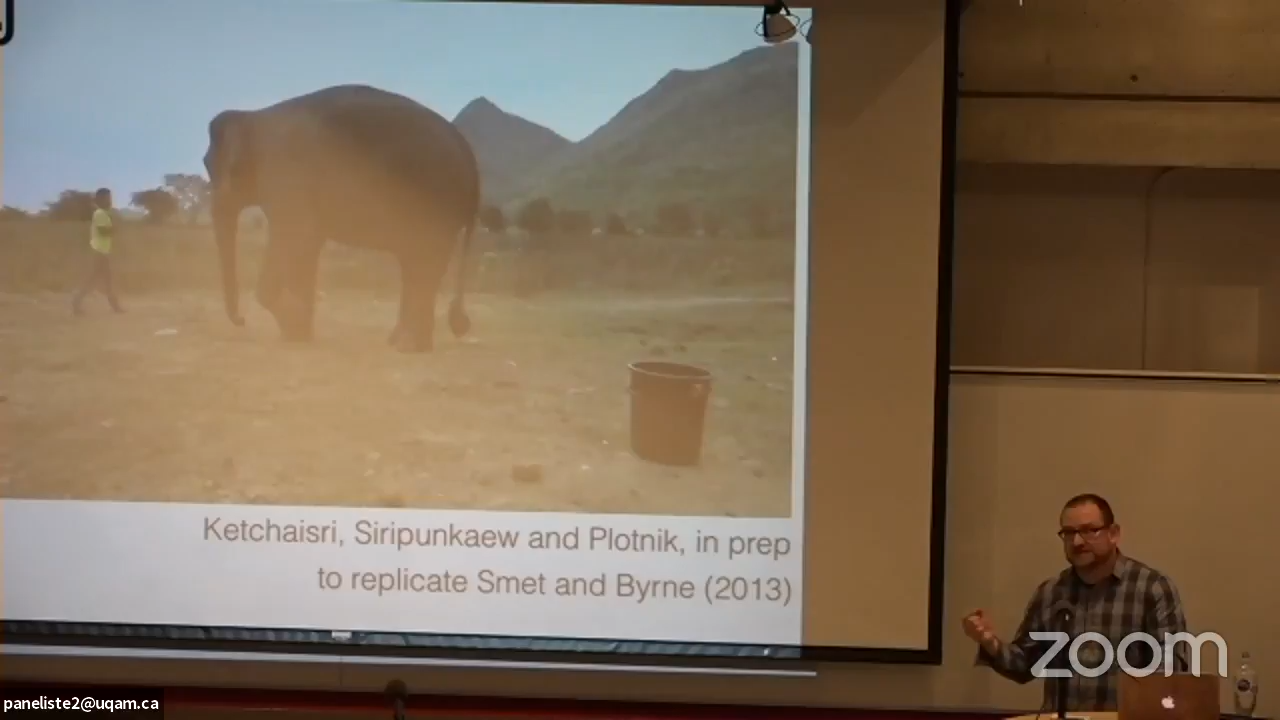 Ketchaisri, Siripunkaew and Plotnik, in prep
to replicate Smet and Byrne (2013)
zoom
paneliste2@uqam.ca